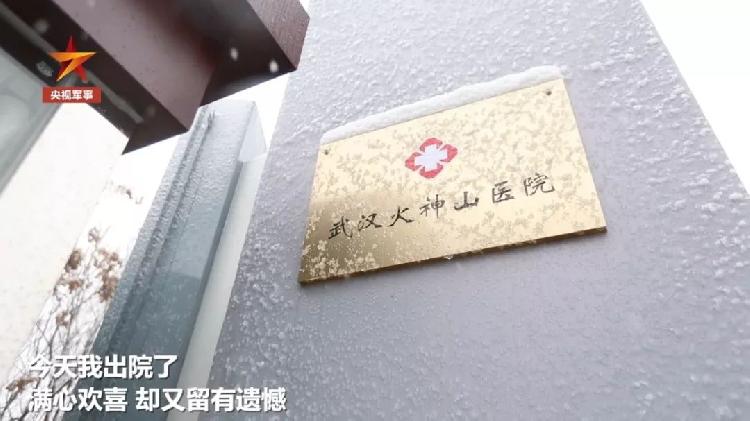 央视军事
武汉火神山医院
今天我出院了
满心欢喜 却又留有遗憾